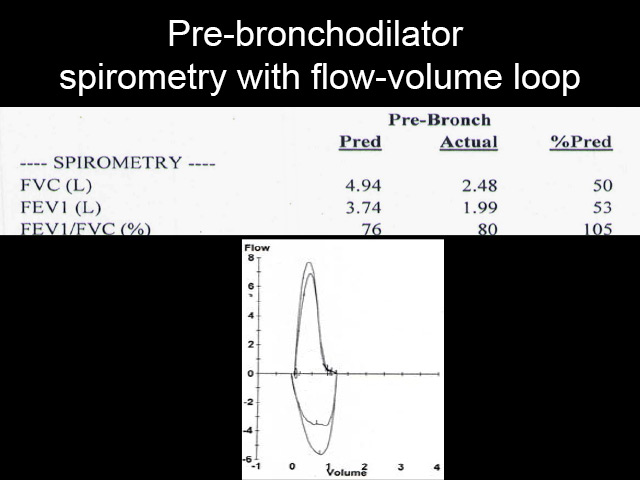 Pre-bronchodilator
spirometry with flow-volume loop
Pre-Bronch
Pred Actual %Pred
---- SPIROMETRY ----
FVC (L) 4.94 2.48 50
FEV1 (L) 3.74 1.99 53
FEV1/FVC (%) 76 80 105
Flow
8
6
4
2
0
-2
-4
-6
-1 0 1 2 3 4
Volume